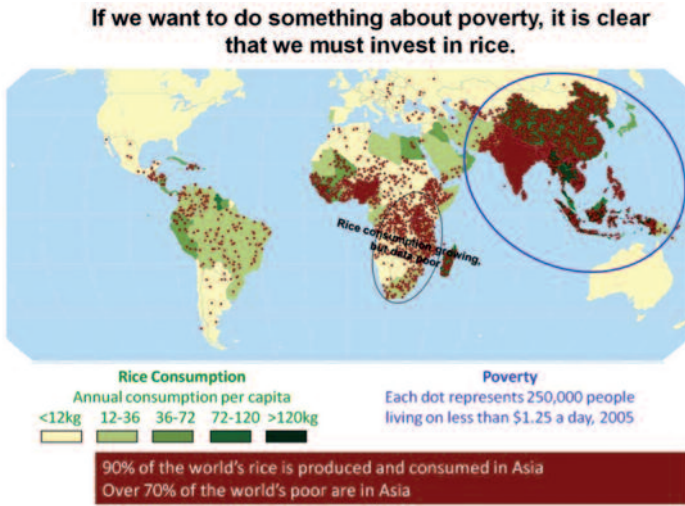 If we want to do something about poverty, it is clear
that we must invest in rice.
Rice consumption growing,
but data poor
Rice Consumption
Annual consumption per capita
<12kg 12-36 36-72 72-120 >120kg
Poverty
Each dot represents 250,000 people
living on less than $1.25 a day, 2005
90% of the world's rice is produced and consumed in Asia
Over 70% of the world's poor are in Asia